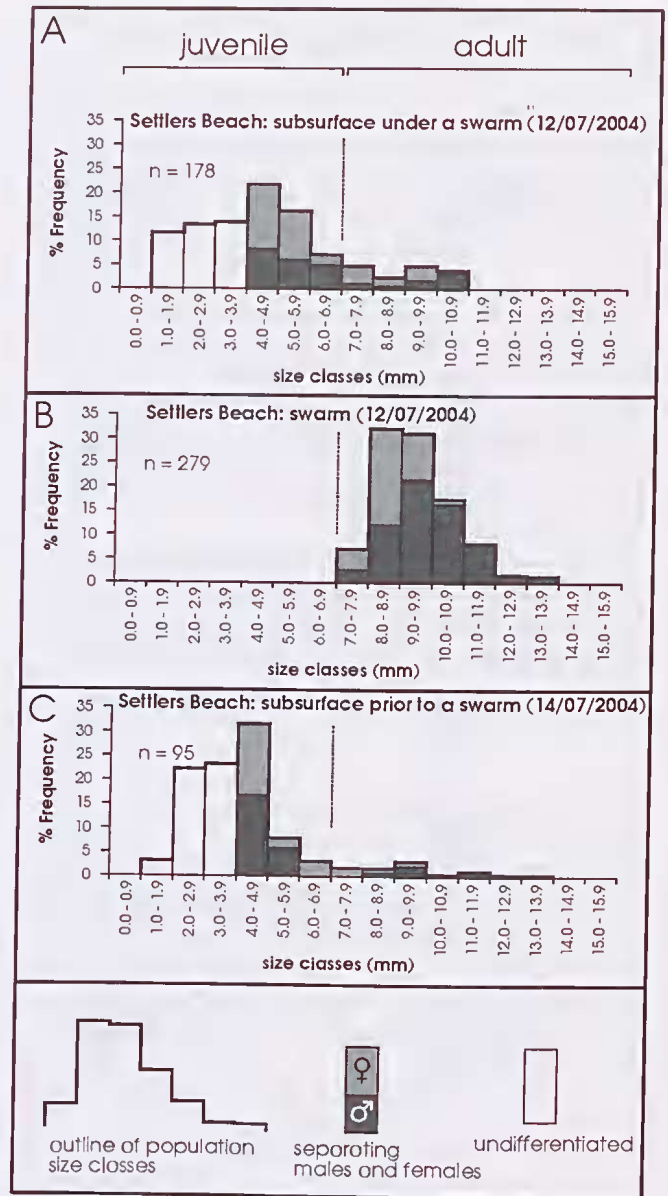 A
juvenile adult
Settlers Beach: subsurface under a swarm (12/07/2004)
n = 178
% Frequency
35
30
25
20
15
10
5
0
0.0 - 0.9
1.0 - 1.9
2.0 - 2.9
3.0 - 3.9
4.0 - 4.9
5.0 - 5.9
6.0 - 6.9
7.0 - 7.9
8.0 - 8.9
9.0 - 9.9
10.0 - 10.9
11.0 - 11.9
12.0 - 12.9
13.0 - 13.9
14.0 - 14.9
15.0 - 15.9
size classes (mm)
B
Settlers Beach: swarm (12/07/2004)
n = 279
% Frequency
35
30
25
20
15
10
5
0
0.0 - 0.9
1.0 - 1.9
2.0 - 2.9
3.0 - 3.9
4.0 - 4.9
5.0 - 5.9
6.0 - 6.9
7.0 - 7.9
8.0 - 8.9
9.0 - 9.9
10.0 - 10.9
11.0 - 11.9
12.0 - 12.9
13.0 - 13.9
14.0 - 14.9
15.0 - 15.9
size classes (mm)
C
Settlers Beach: subsurface prior to a swarm (14/07/2004)
n = 95
% Frequency
35
30
25
20
15
10
5
0
0.0 - 0.9
1.0 - 1.9
2.0 - 2.9
3.0 - 3.9
4.0 - 4.9
5.0 - 5.9
6.0 - 6.9
7.0 - 7.9
8.0 - 8.9
9.0 - 9.9
10.0 - 10.9
11.0 - 11.9
12.0 - 12.9
13.0 - 13.9
14.0 - 14.9
15.0 - 15.9
size classes (mm)
♀
♂
outline of population
size classes
separating
males and females
undifferentiated